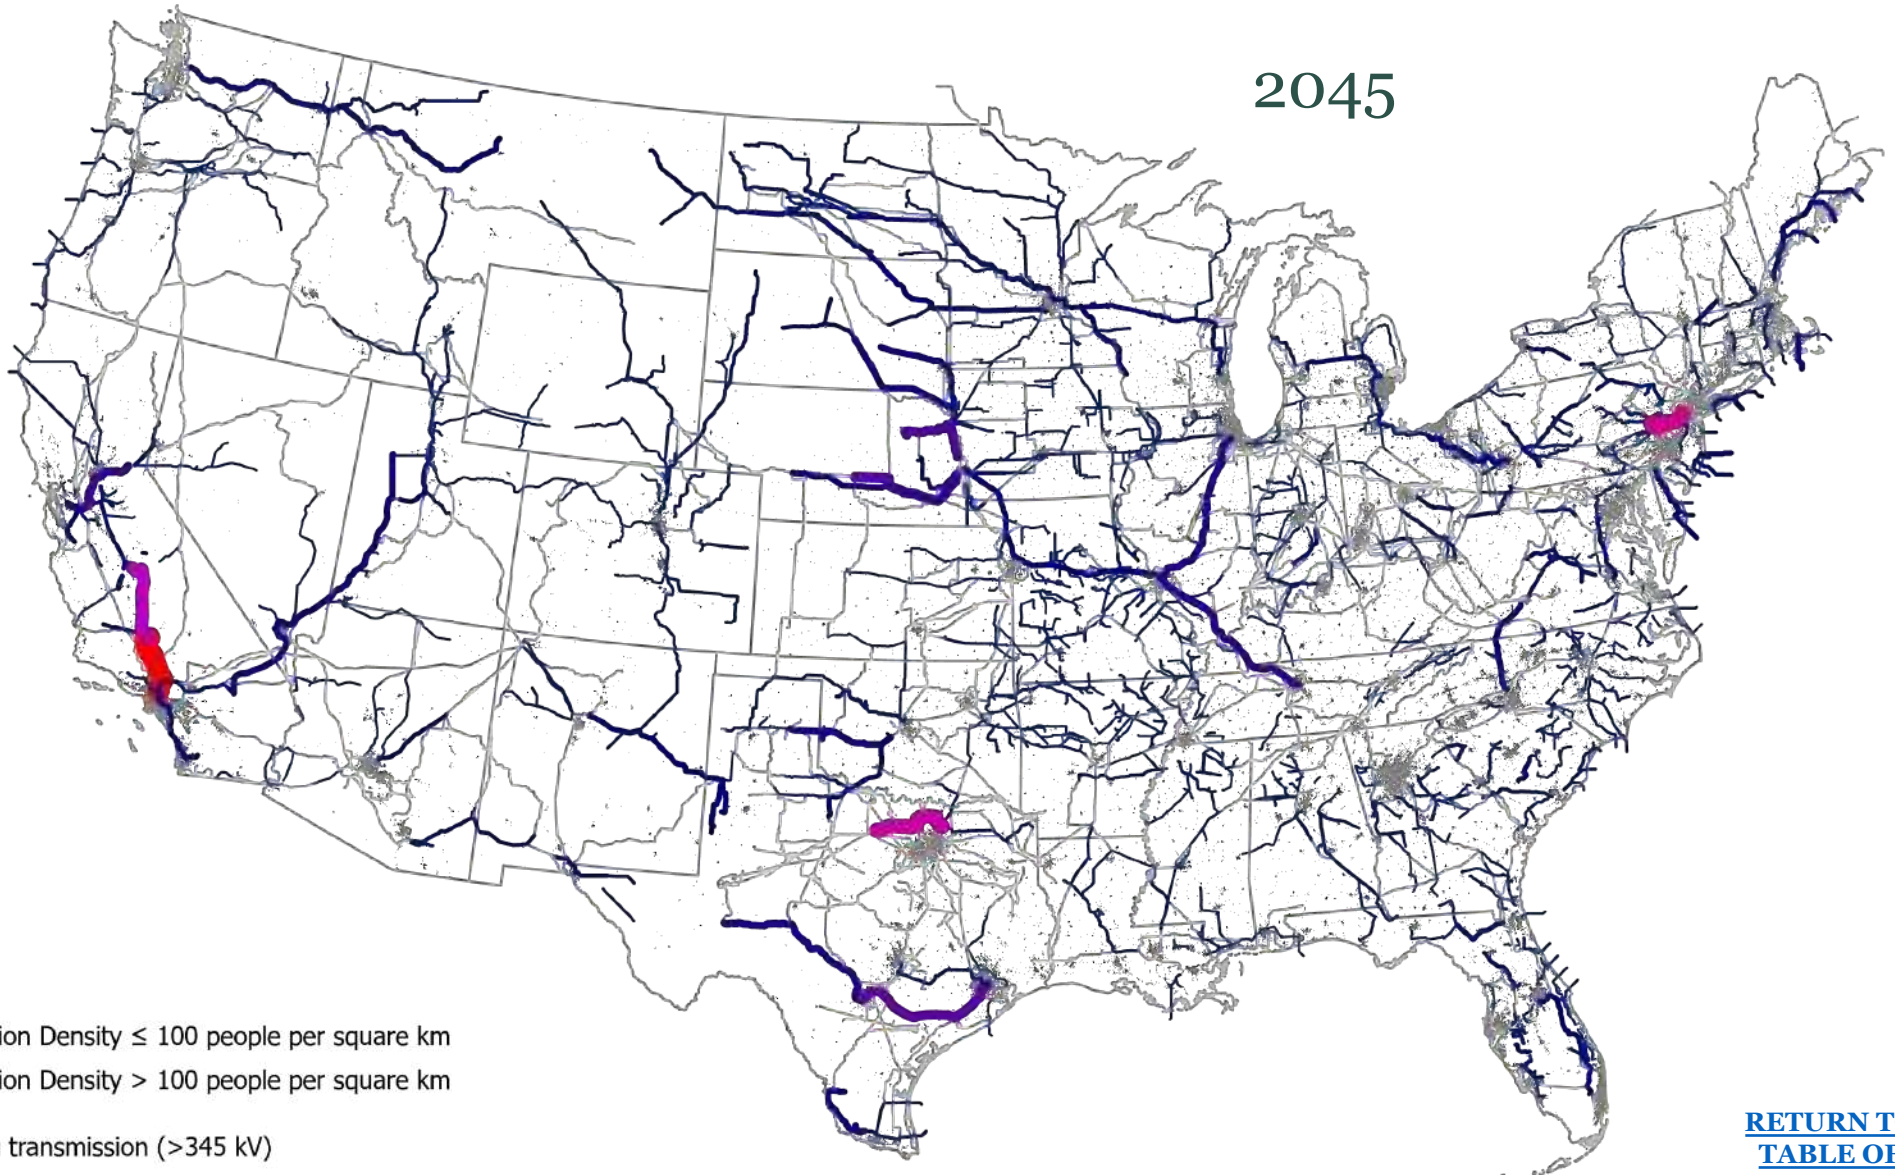 2045
ion Density ≤ 100 people per square km
ion Density > 100 people per square km
transmission (>345 kV)
RETURN T
TABLE OF